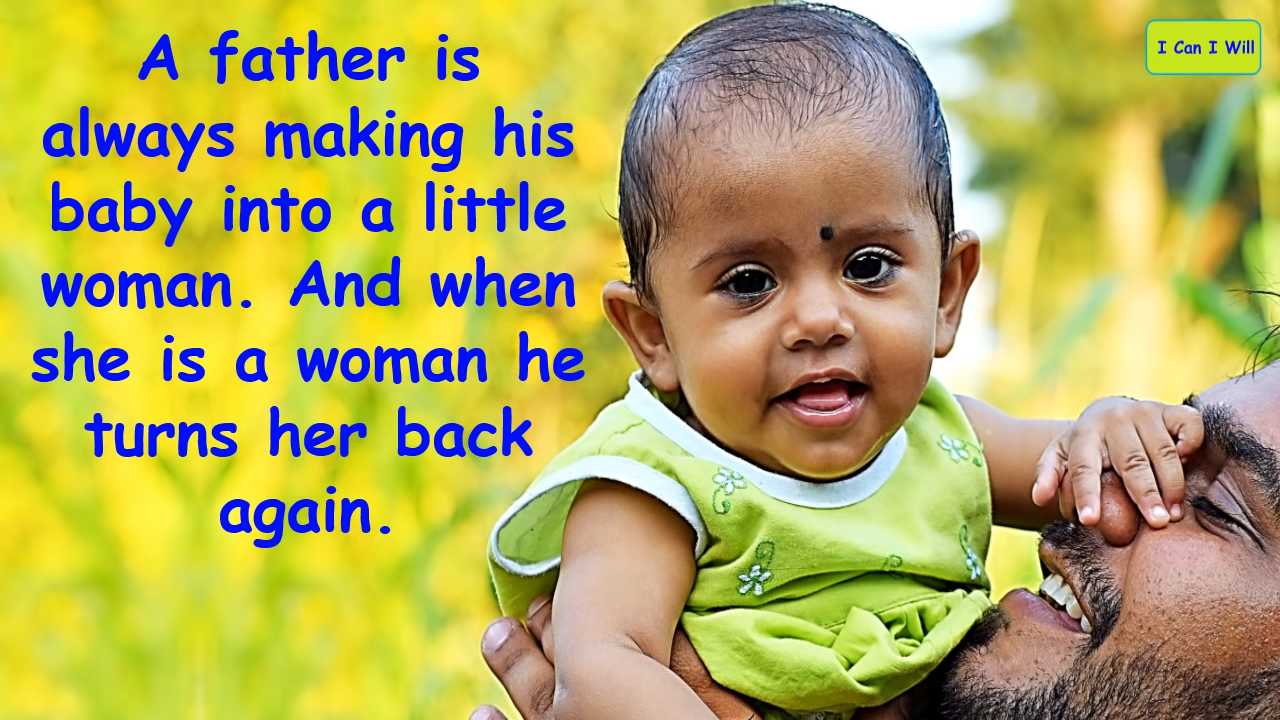 A father is
always making his
baby into a little
woman. And when
she is a woman he
turns her back
again.
I Can I Will